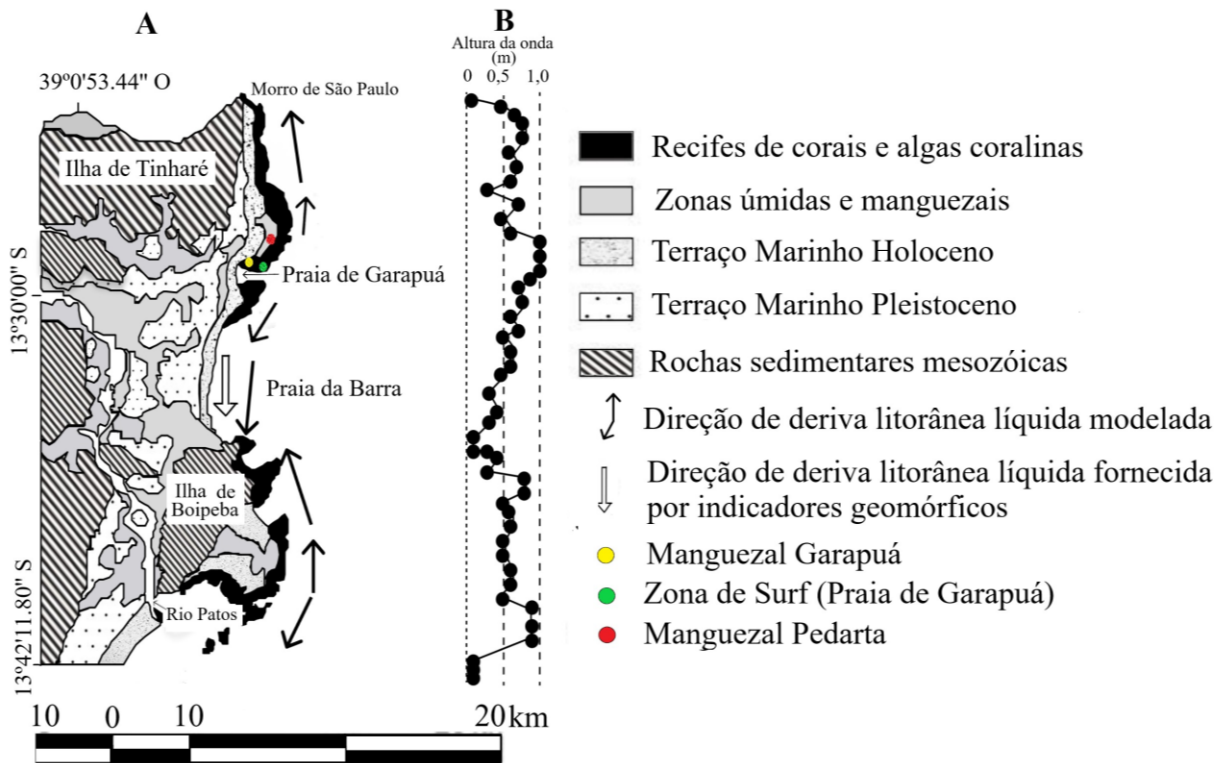 A
B
Altura da onda
(m)
0 0,5 1,0
39º0'53.44" O
Morro de São Paulo
Ilha de Tinharé
Praia de Garapuá
13º30'00" S
Praia da Barra
Ilha de
Boipeba
Rio Patos
13º42'11.80" S
10 0 10 20 km
Recifes de corais e algas coralinas
Zonas úmidas e manguezais
Terraço Marinho Holoceno
Terraço Marinho Pleistoceno
Rochas sedimentares mesozóicas
Direção de deriva litorânea líquida modelada
Direção de deriva litorânea líquida fornecida
por indicadores geomórficos
Manguezal Garapuá
Zona de Surf (Praia de Garapuá)
Manguezal Pedarta